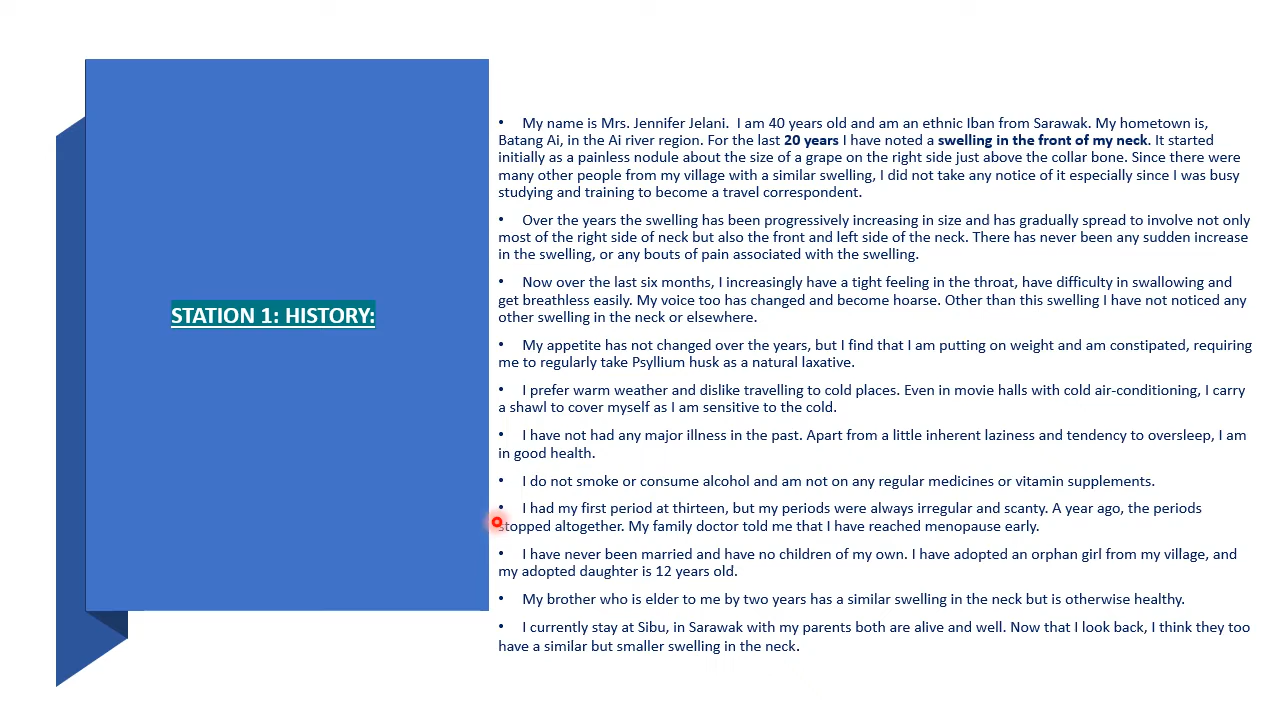 STATION 1: HISTORY:
• My name is Mrs. Jennifer Jelani. I am 40 years old and am an ethnic Iban from Sarawak. My hometown is,
Batang Ai, in the Ai river region. For the last 20 years I have noted a swelling in the front of my neck. It started
initially as a painless nodule about the size of a grape on the right side just above the collar bone. Since there were
many other people from my village with a similar swelling, I did not take any notice of it especially since I was busy
studying and training to become a travel correspondent.
• Over the years the swelling has been progressively increasing in size and has gradually spread to involve not only
most of the right side of neck but also the front and left side of the neck. There has never been any sudden increase
in the swelling, or any bouts of pain associated with the swelling.
• Now over the last six months, I increasingly have a tight feeling in the throat, have difficulty in swallowing and
get breathless easily. My voice too has changed and become hoarse. Other than this swelling I have not noticed any
other swelling in the neck or elsewhere.
• My appetite has not changed over the years, but I find that I am putting on weight and am constipated, requiring
me to regularly take Psyllium husk as a natural laxative.
• I prefer warm weather and dislike travelling to cold places. Even in movie halls with cold air-conditioning, I carry
a shawl to cover myself as I am sensitive to the cold.
• I have not had any major illness in the past. Apart from a little inherent laziness and tendency to oversleep, I am
in good health.
• I do not smoke or consume alcohol and am not on any regular medicines or vitamin supplements.
• I had my first period at thirteen, but my periods were always irregular and scanty. A year ago, the periods
stopped altogether. My family doctor told me that I have reached menopause early.
• I have never been married and have no children of my own. I have adopted an orphan girl from my village, and
my adopted daughter is 12 years old.
• My brother who is elder to me by two years has a similar swelling in the neck but is otherwise healthy.
• I currently stay at Sibu, in Sarawak with my parents both are alive and well. Now that I look back, I think they too
have a similar but smaller swelling in the neck.